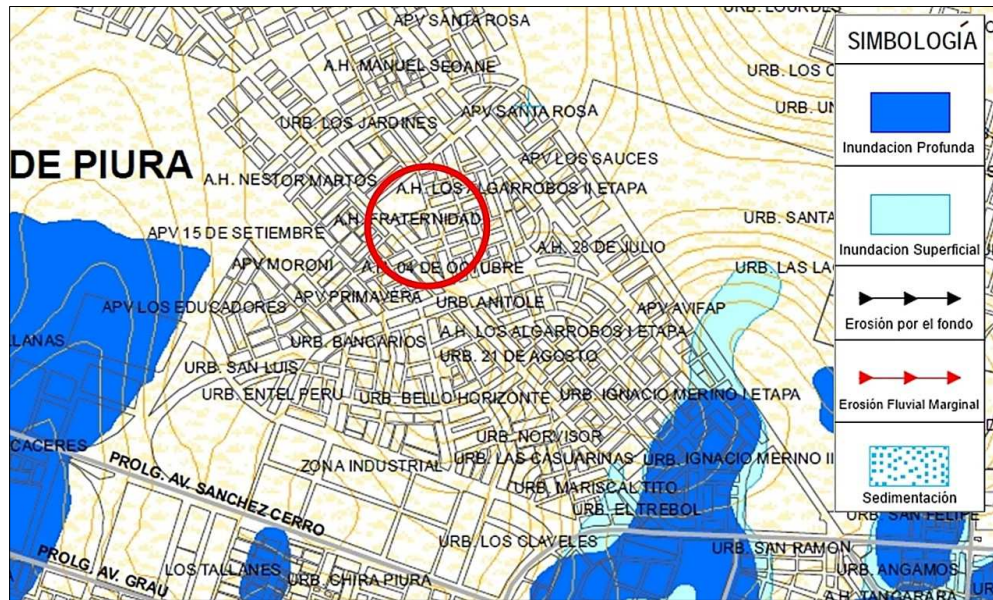 APV SANTA ROSA
URB. LOURDES
A.H. MANUEL SEOANE
URB. LOS
APV SANTA ROSA
URB. LOS JARDINES
DE PIURA
APV LOS SAUCES
A.H. NESTOR MARTOS
A.H. LOS ALGARROBOS II ETAPA
A.H. FRATERNIDAD
URB. SANTA
APV 15 DE SETIEMBRE
A.H. 28 DE JULIO
APV MORONI
A.H. 04 DE OCTUBRE
URB. LAS
APV LOS EDUCADORES
APV PRIMAVERA
URB. ANITOLE
APV AVIFAP
A.H. LOS ALGARROBOS I ETAPA
URB. BANCARIOS
URB. 21 DE AGOSTO
URB. SAN LUIS
URB. ENTEL PERU
URB. BELLO HORIZONTE
URB. IGNACIO MERINO I ETAPA
URB. NORVISOR
CACERES
PROLG. AV. SANCHEZ CERRO
ZONA INDUSTRIAL
URB. LAS CASUARINAS
URB. IGNACIO MERINO II
URB. MARISCAL TITO
URB. EL TREBOL
URB. LOS CLAVELES
URB. SAN RAMON
URB. SAN FELIPE
PROLG. AV. GRAU
LOS TALLANES
URB. CHIRA PIURA
URB. ANGAMOS
A.H. TANGARARA
SIMBOLOGÍA
Inundacion Profunda
Inundacion Superficial
Erosión por el fondo
Erosión Fluvial Marginal
Sedimentación